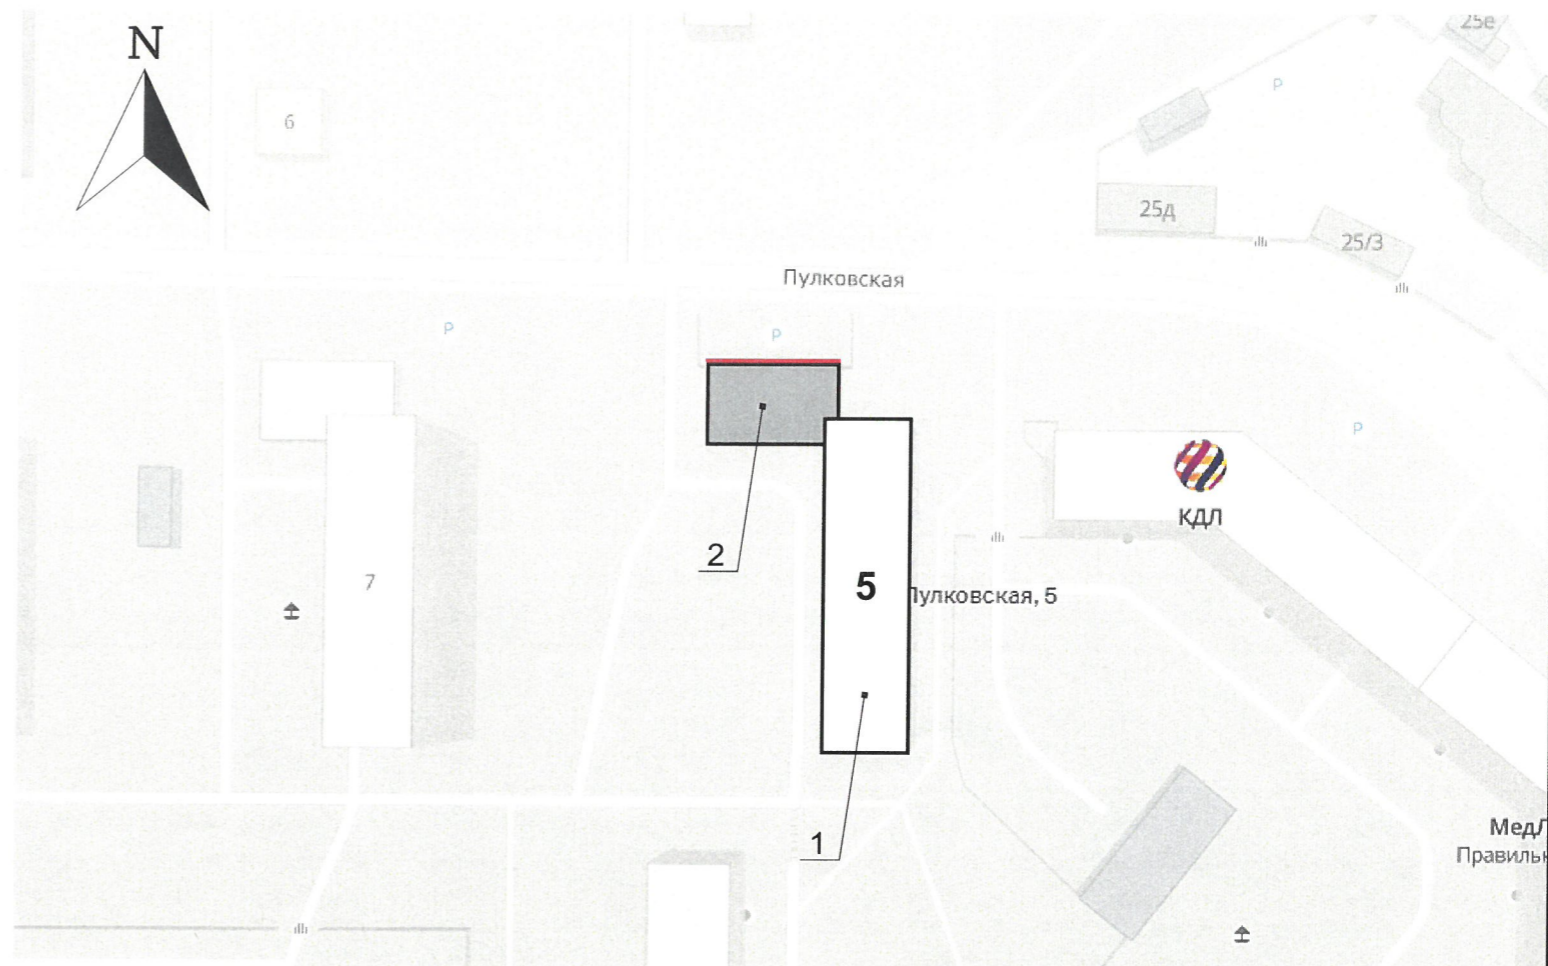 N
25е
Р
6
25д
25/3
Пулковская
Р
Р
Р
КДЛ
2
7
5
Пулковская, 5
1
МедЛ
Правильн